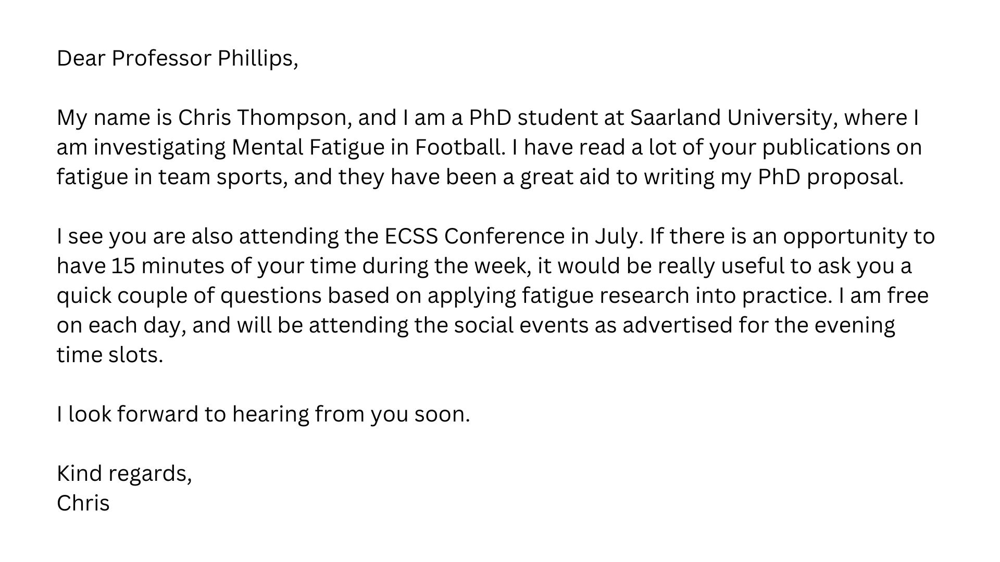 Dear Professor Phillips,
My name is Chris Thompson, and I am a PhD student at Saarland University, where I
am investigating Mental Fatigue in Football. I have read a lot of your publications on
fatigue in team sports, and they have been a great aid to writing my PhD proposal.
I see you are also attending the ECSS Conference in July. If there is an opportunity to
have 15 minutes of your time during the week, it would be really useful to ask you a
quick couple of questions based on applying fatigue research into practice. I am free
on each day, and will be attending the social events as advertised for the evening
time slots.
I look forward to hearing from you soon.
Kind regards,
Chris